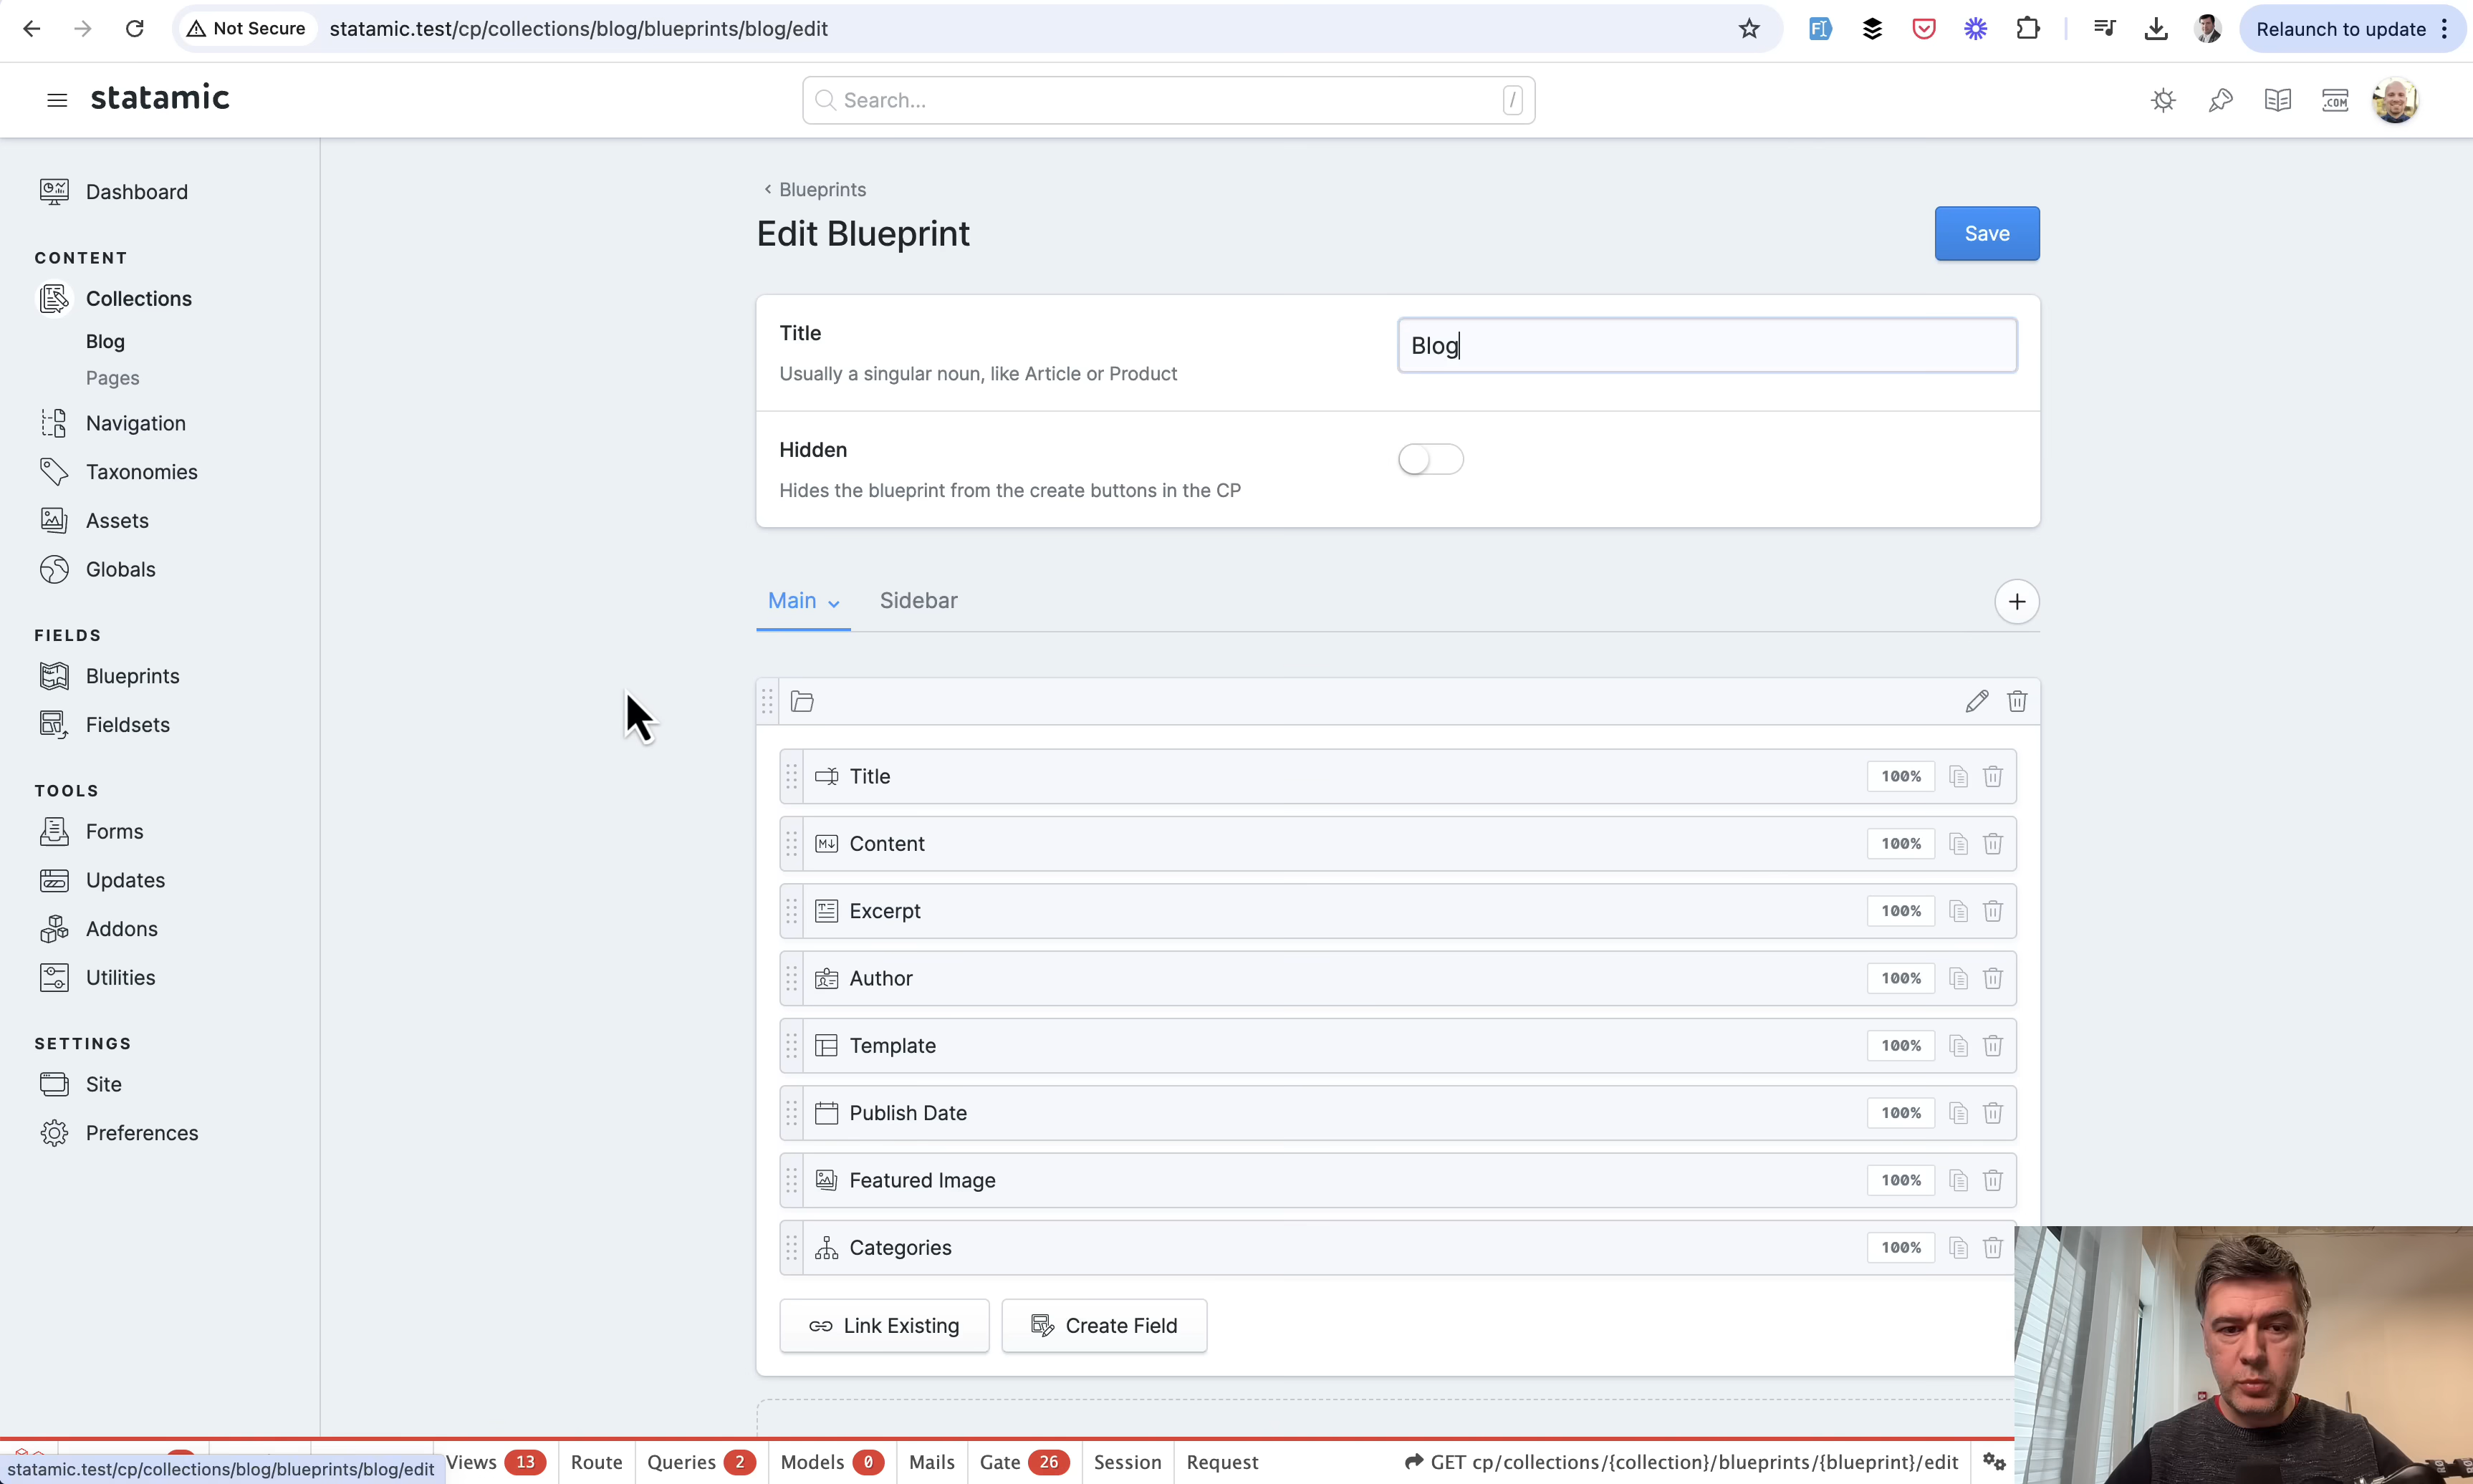 Not Secure
statamic.test/cp/collections/blog/blueprints/blog/edit
Relaunch to update
statamic
Search...
/
.COM
Dashboard
CONTENT
Collections
Blog
Pages
Navigation
Taxonomies
Assets
Globals
FIELDS
Blueprints
Fieldsets
TOOLS
Forms
Updates
Addons
Utilities
SETTINGS
Site
Preferences
Blueprints
Edit Blueprint
Save
Title
Usually a singular noun, like Article or Product
Blog
Hidden
Hides the blueprint from the create buttons in the CP
Main
Sidebar
Title
100%
Content
100%
Excerpt
100%
Author
100%
Template
100%
Publish Date
100%
Featured Image
100%
Categories
100%
Link Existing
Create Field
statamic.test/cp/collections/blog/blueprints/blog/edit
Views 13
Route
Queries 2
Models 0
Mails
Gate 26
Session
Request
GET cp/collections/{collection}/blueprints/{blueprint}/edit